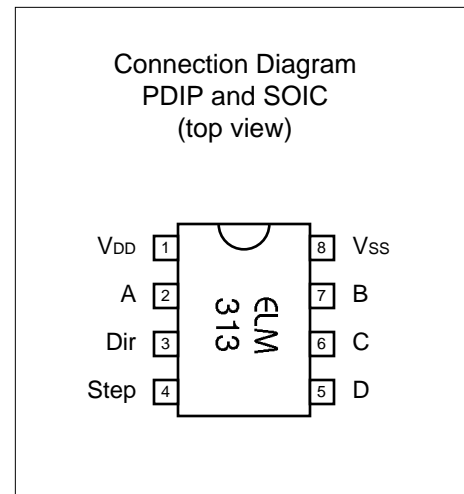 Connection Diagram
PDIP and SOIC
(top view)
VDD 1 8 VSS
A 2 7 B
Dir 3 6 C
Step 4 5 D
ELM
313